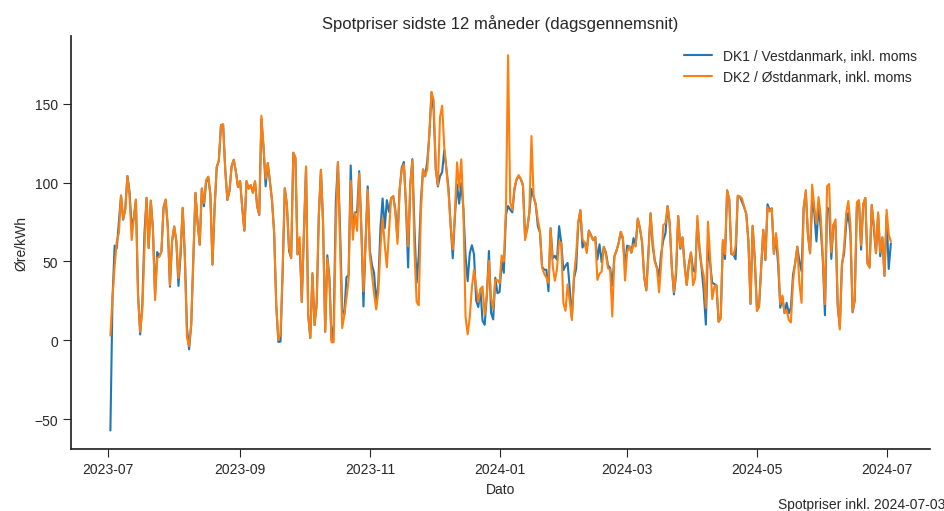 Spotpriser sidste 12 måneder (dagsgennemsnit)
DK1 / Vestdanmark, inkl. moms
DK2 / Østdanmark, inkl. moms
Øre/kWh
150
100
50
0
−50
2023-07
2023-09
2023-11
2024-01
2024-03
2024-05
2024-07
Dato
Spotpriser inkl. 2024-07-03